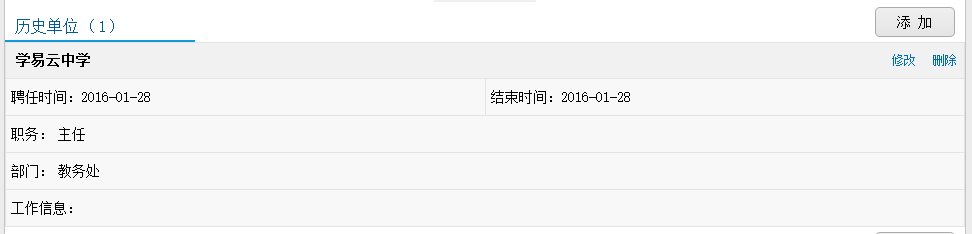 历史单位（1）
添 加
学易云中学 修改 删除
聘任时间：2016-01-28 结束时间：2016-01-28
职务： 主任
部门： 教务处
工作信息：